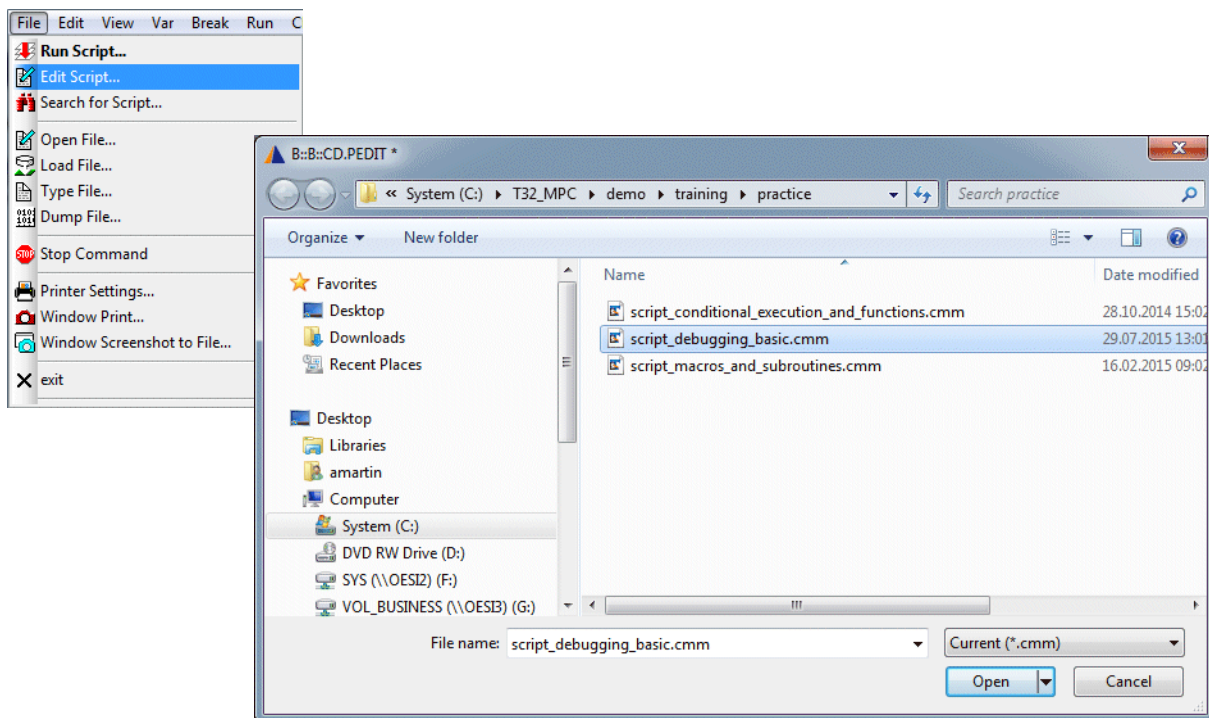 File Edit View Var Break Run C
Run Script...
Edit Script...
Search for Script...
Open File...
Load File...
Type File...
Dump File...
STOP Stop Command
Printer Settings...
Window Print...
Window Screenshot to File...
exit
B::B::CD.PEDIT *
« System (C:) T32_MPC demo training practice
Search practice
Organize New folder
Name Date modified
Favorites
Desktop
Downloads
Recent Places
Desktop
Libraries
amartin
Computer
System (C:)
DVD RW Drive (D:)
SYS (\\OESI2) (F:)
VOL_BUSINESS (\\OESI3) (G:)
script_conditional_execution_and_functions.cmm 28.10.2014 15:02
script_debugging_basic.cmm 29.07.2015 13:01
script_macros_and_subroutines.cmm 16.02.2015 09:02
File name: script_debugging_basic.cmm Current (*.cmm)
Open Cancel